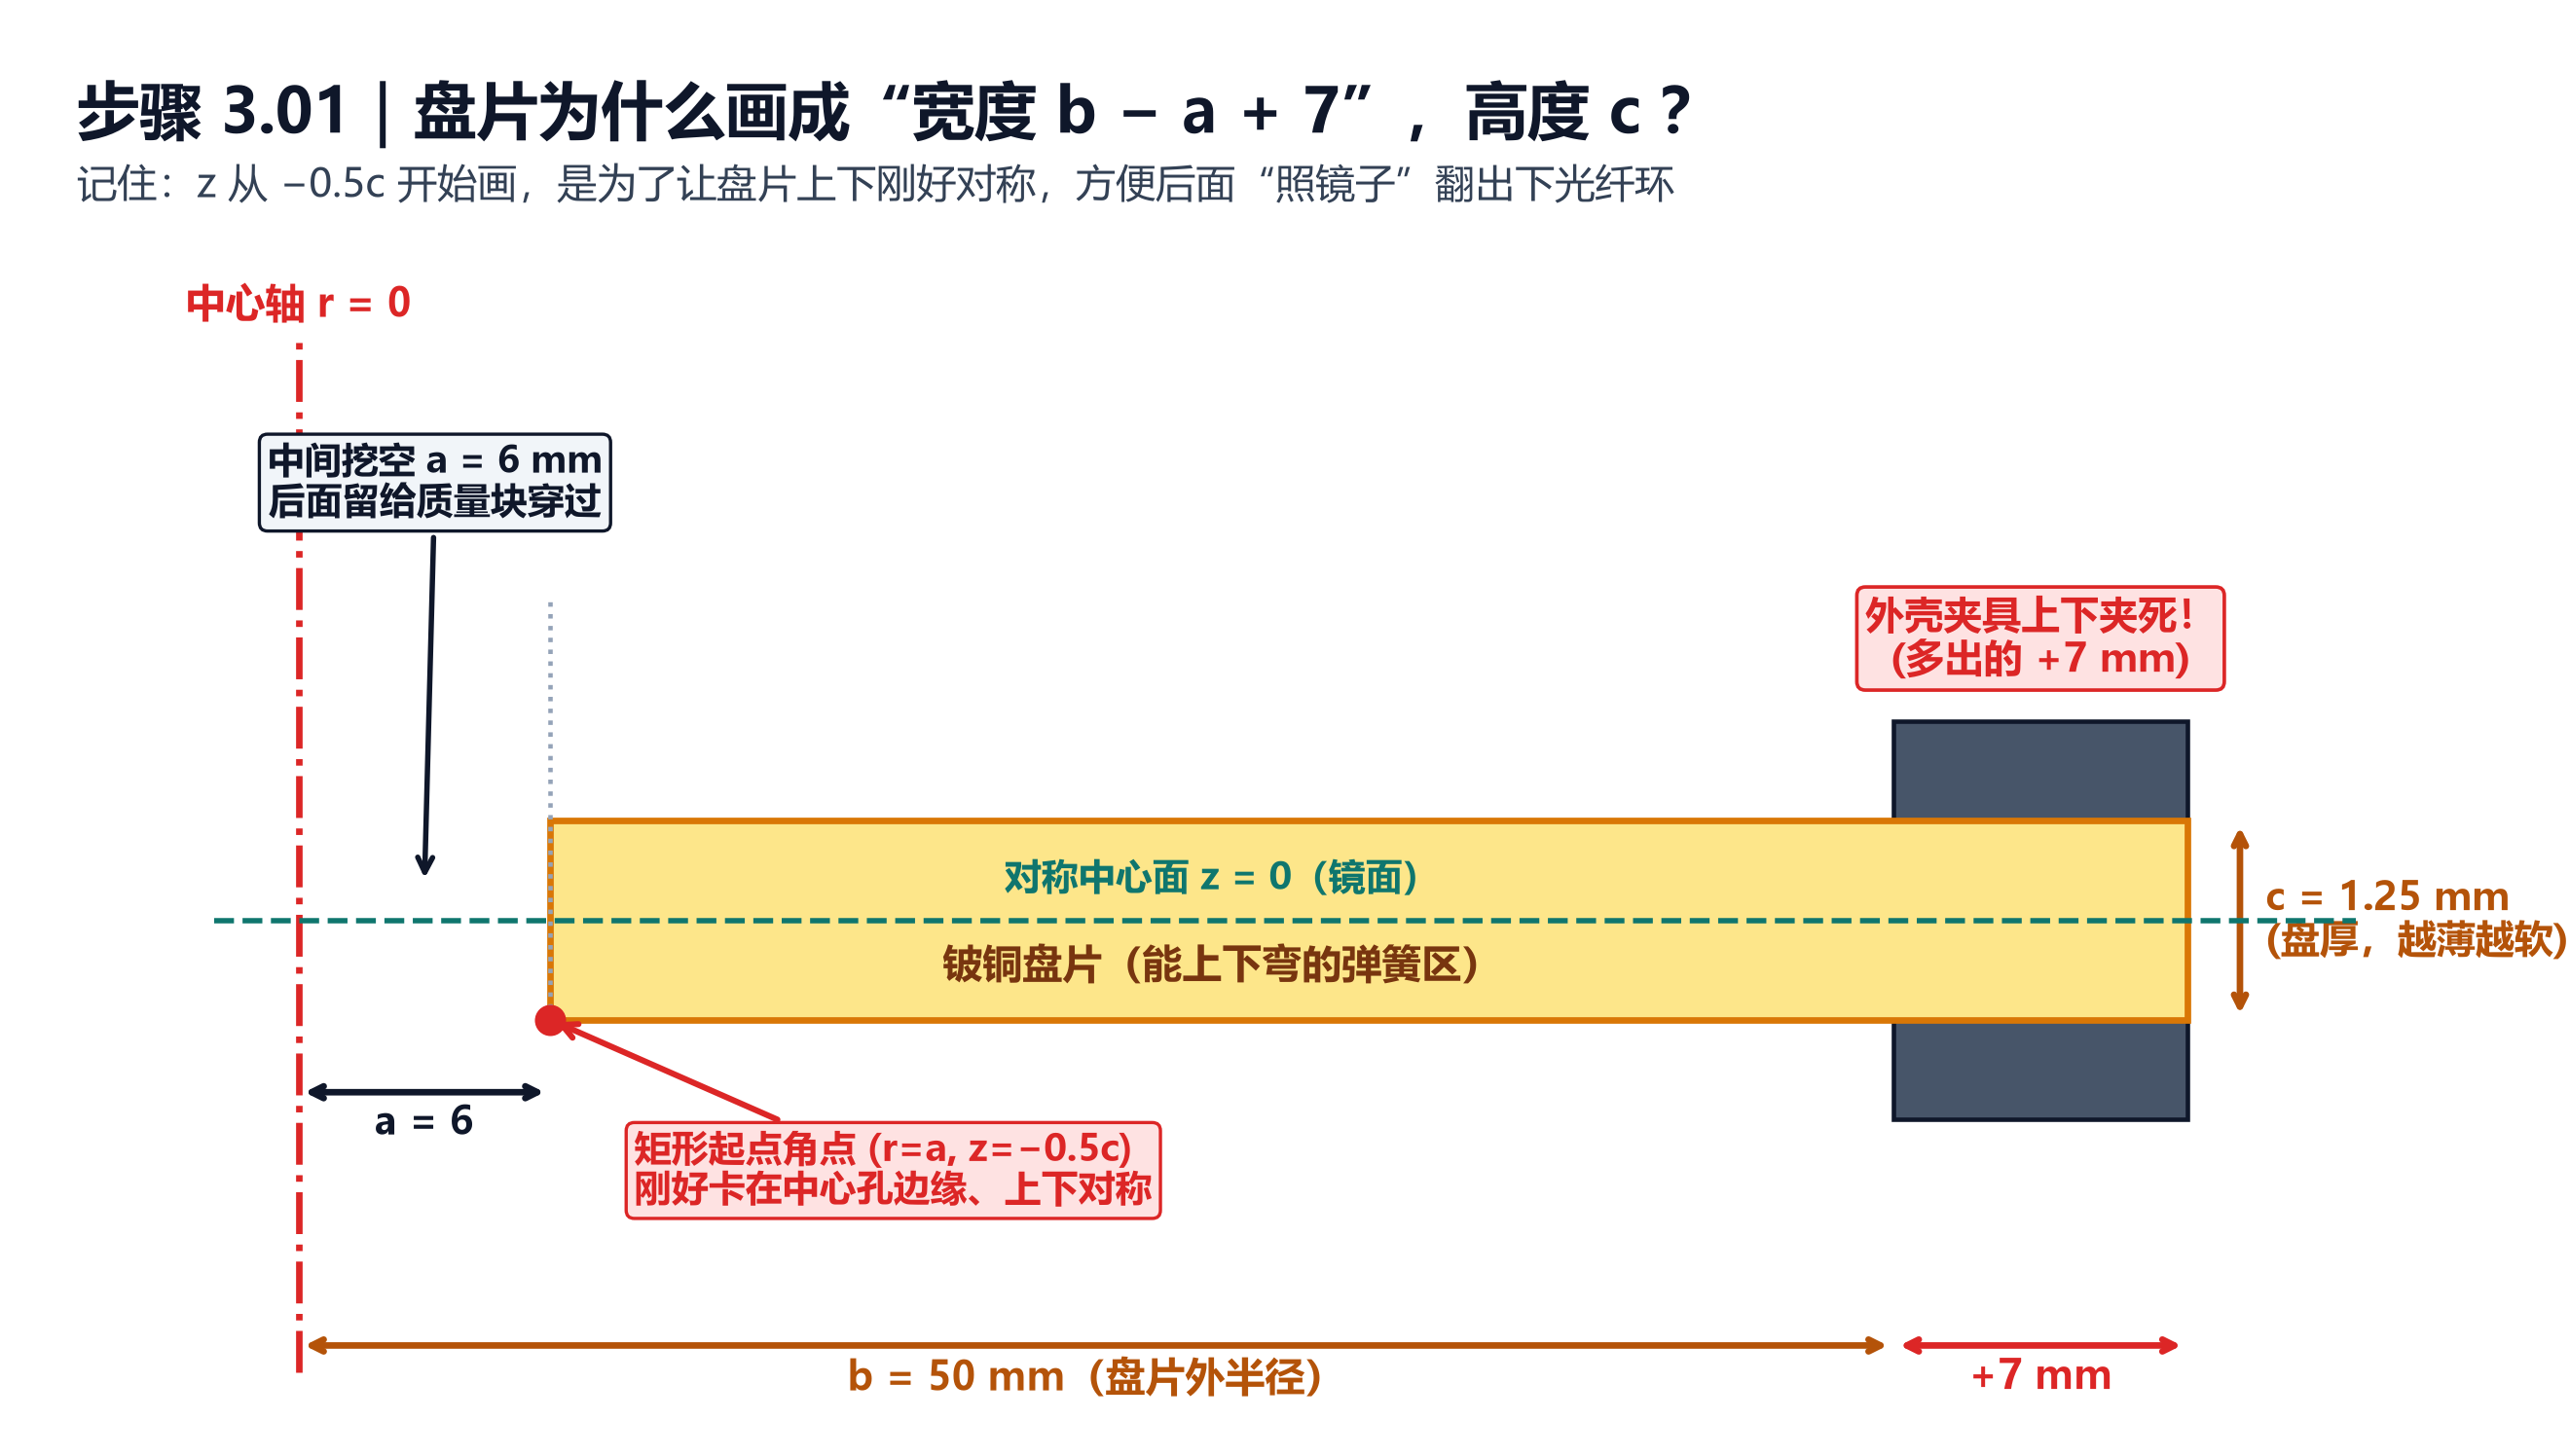 步骤 3.01 | 盘片为什么画成“宽度 b − a + 7”，高度 c？
记住：z 从 −0.5c 开始画，是为了让盘片上下刚好对称，方便后面“照镜子”翻出下光纤环
中心轴 r = 0
中间挖空 a = 6 mm
后面留给质量块穿过
外壳夹具上下夹死！
(多出的 +7 mm)
对称中心面 z = 0（镜面）
c = 1.25 mm
(盘厚，越薄越软)
铍铜盘片（能上下弯的弹簧区）
a = 6
矩形起点角点 (r=a, z=−0.5c)
刚好卡在中心孔边缘、上下对称
b = 50 mm（盘片外半径）
+7 mm